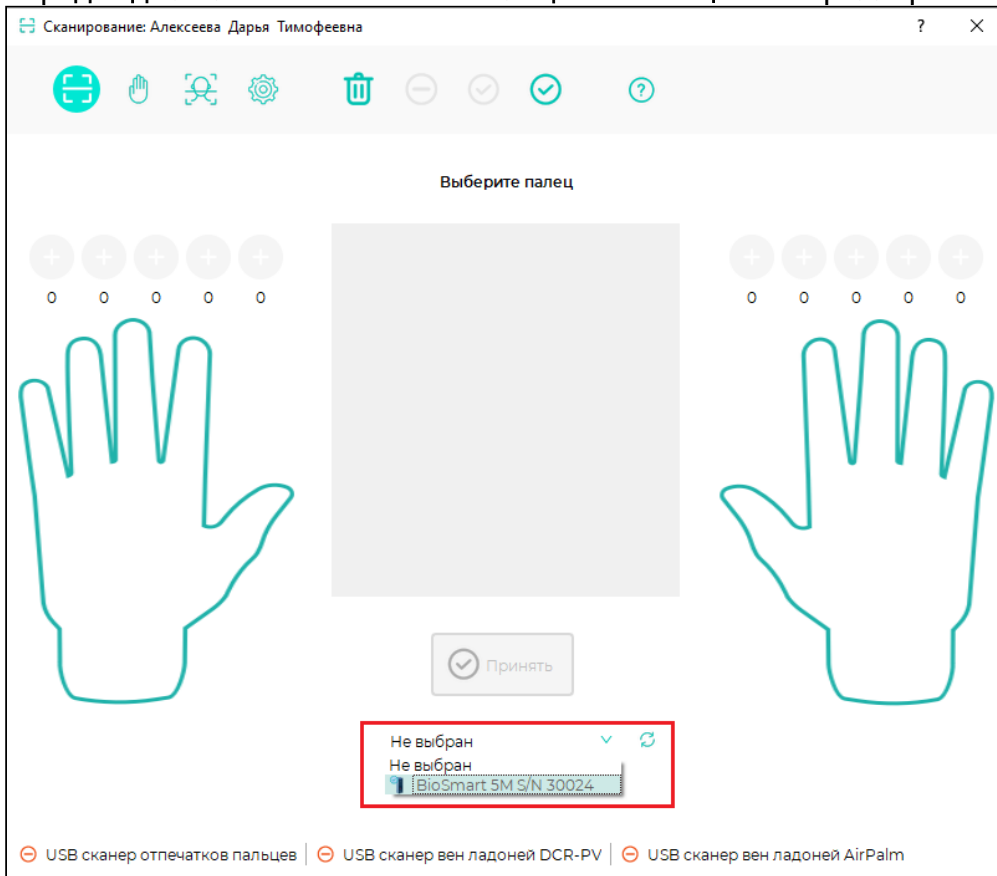 Сканирование: Алексеева Дарья Тимофеевна ?
?
Выберите палец
0 0 0 0 0 0 0 0 0 0
Принять
Не выбран
Не выбран
BioSmart 5M S/N 30024
USB сканер отпечатков пальцев USB сканер вен ладоней DCR-PV USB сканер вен ладоней AirPalm